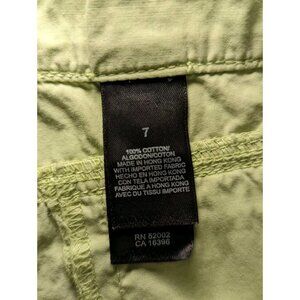 7
100% COTTON/
ALGODON/COTON
MADE IN HONG KONG
WITH IMPORTED FABRIC
HECHO EN HONG KONG
CON TELA IMPORTADA
FABRIQUE A HONG KONG
AVEC DU TISSU IMPORTE
RN 52002
CA 16396